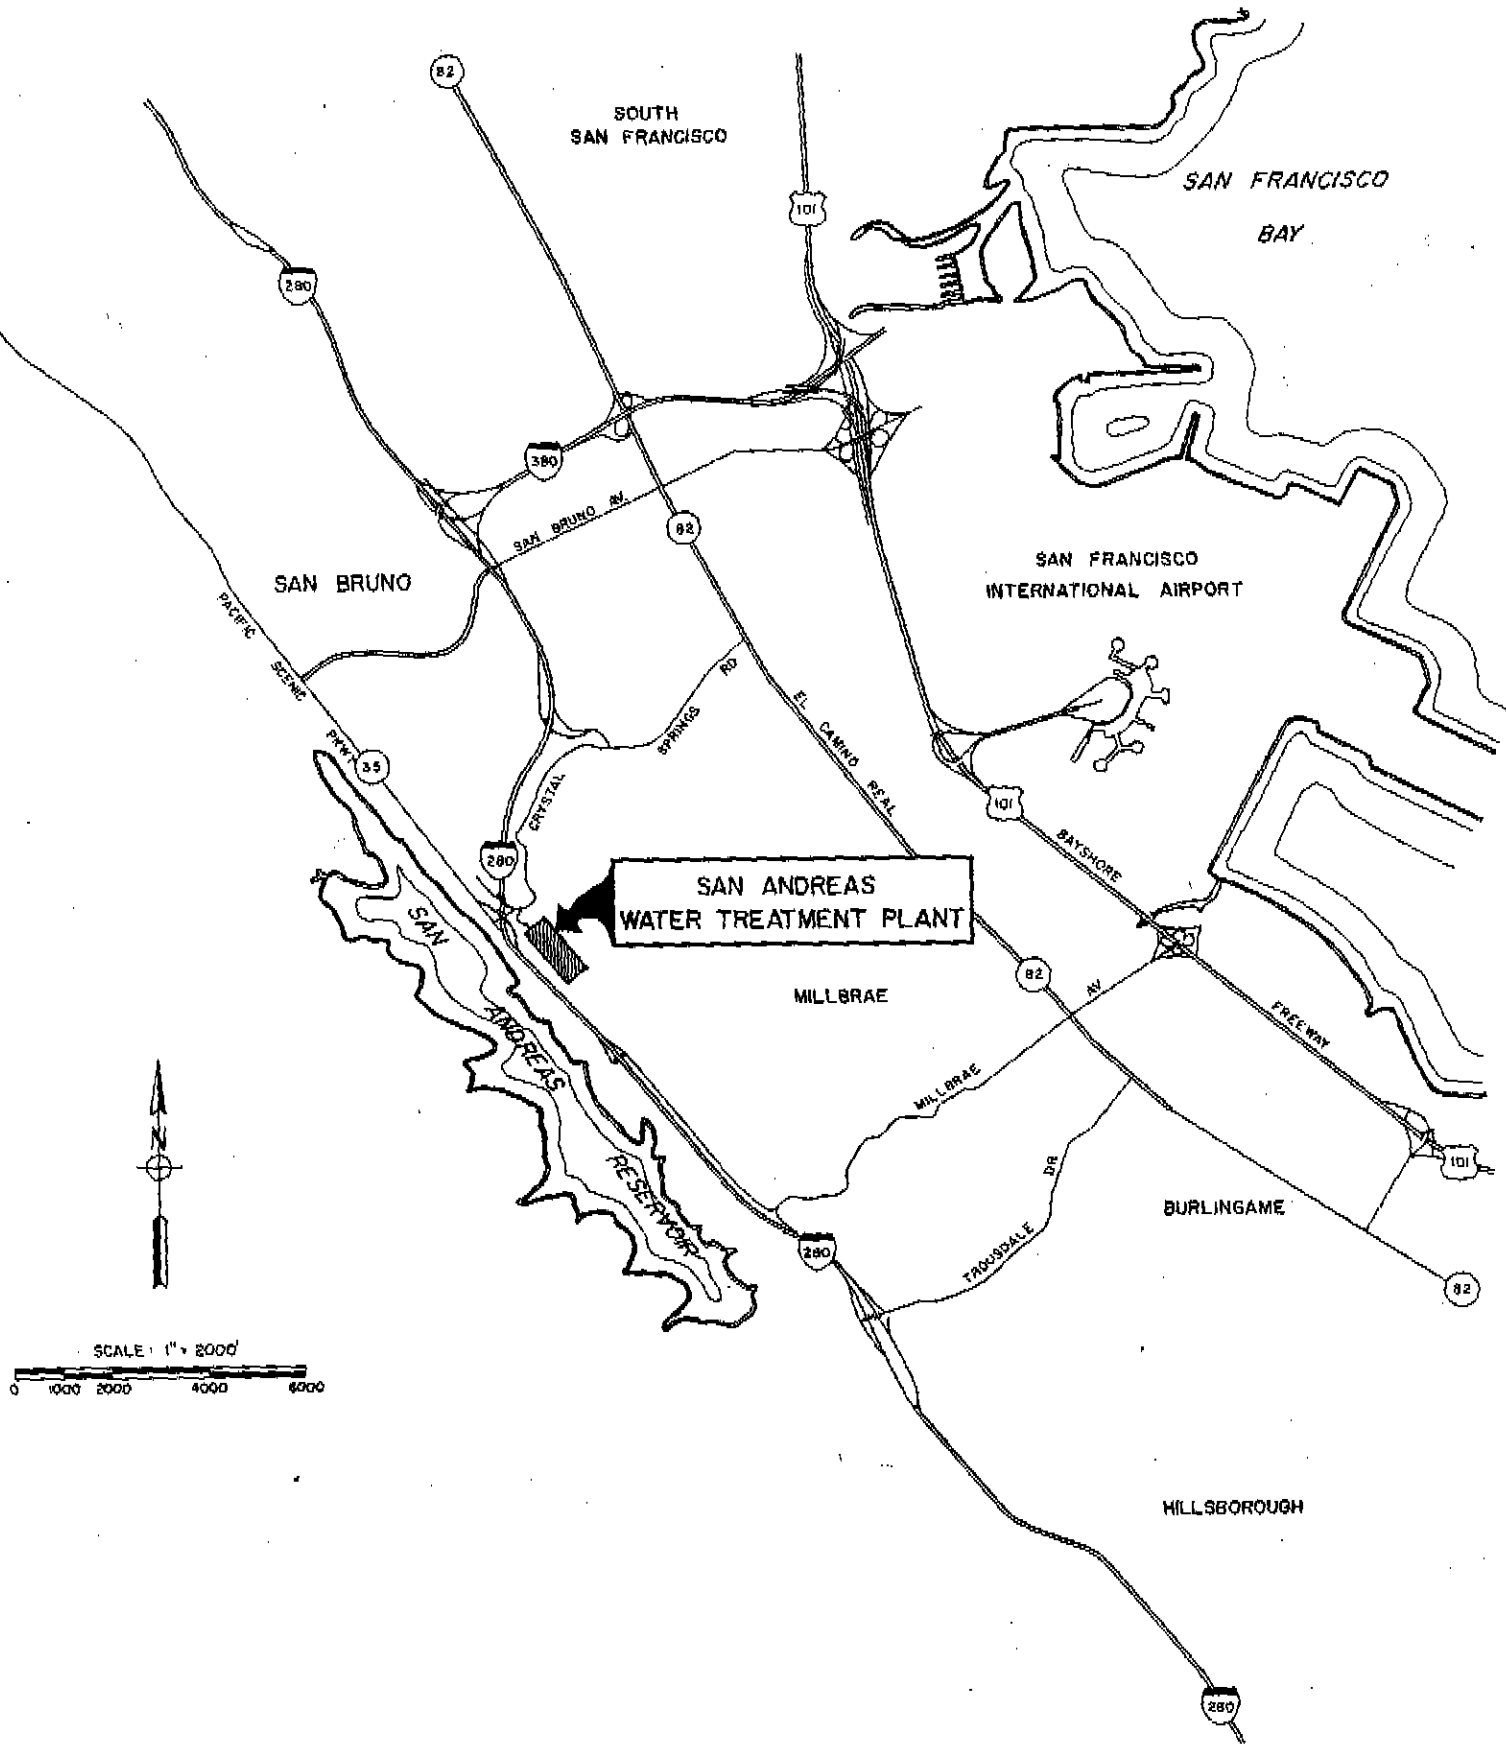 82
SOUTH
SAN FRANCISCO
SAN FRANCISCO
BAY
101
280
380
SAN BRUNO AV.
82
SAN BRUNO
SAN FRANCISCO
INTERNATIONAL AIRPORT
PACIFIC SCENIC PKWY
35
CRYSTAL SPRINGS RD
EL CAMINO REAL
101
BAYSHORE FREEWAY
280
SAN ANDREAS
WATER TREATMENT PLANT
SAN ANDREAS RESERVOIR
MILLBRAE
82
MILLBRAE AV
N
101
TROUSDALE DR
BURLINGAME
280
82
SCALE: 1" = 2000'
0 1000 2000 4000 6000
HILLSBOROUGH
280